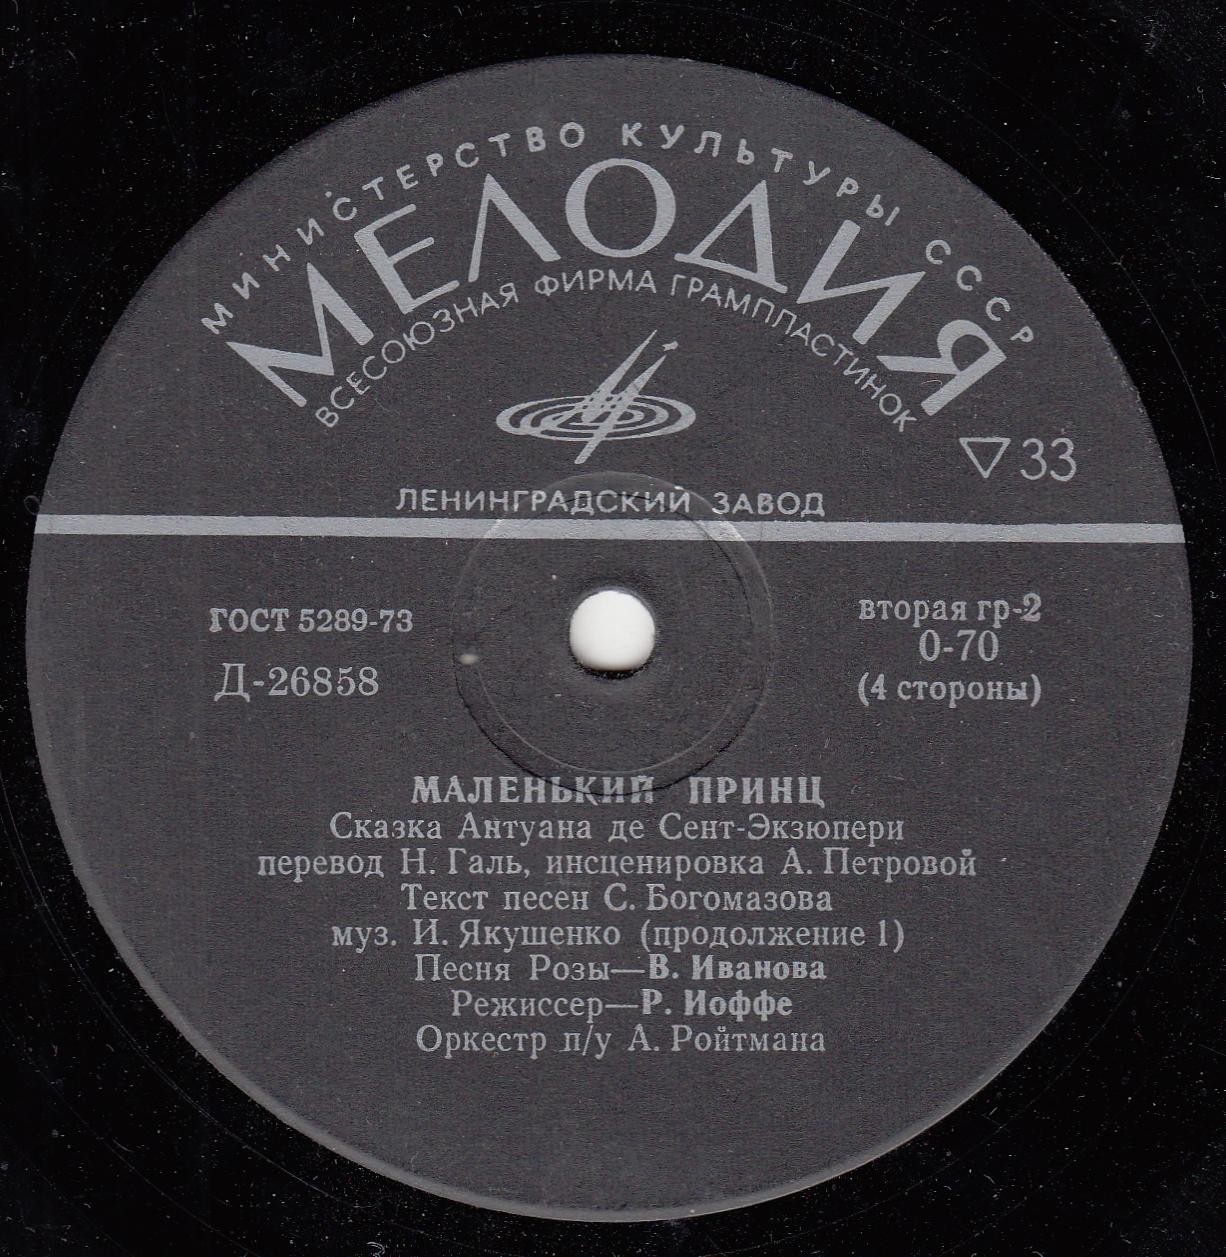 МИНИСТЕРСТВО КУЛЬТУРЫ СССР
МЕЛОДИЯ
ВСЕСОЮЗНАЯ ФИРМА ГРАМПЛАСТИНОК
33
ЛЕНИНГРАДСКИЙ ЗАВОД
ГОСТ 5289-73
Д-26858
вторая гр-2
0-70
(4 стороны)
МАЛЕНЬКИЙ ПРИНЦ
Сказка Антуана де Сент-Экзюпери
перевод Н. Галь, инсценировка А. Петровой
Текст песен С. Богомазова
муз. И. Якушенко (продолжение 1)
Песня Розы—В. Иванова
Режиссер—Р. Иоффе
Оркестр п/у А. Ройтмана